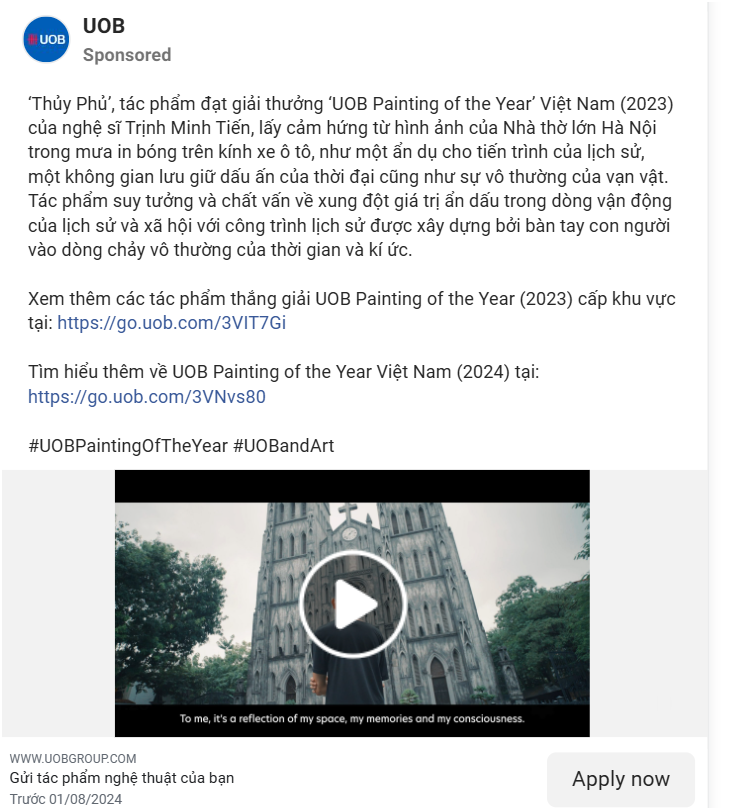 UOB
UOB
Sponsored
‘Thủy Phủ’, tác phẩm đạt giải thưởng ‘UOB Painting of the Year’ Việt Nam (2023)
của nghệ sĩ Trịnh Minh Tiến, lấy cảm hứng từ hình ảnh của Nhà thờ lớn Hà Nội
trong mưa in bóng trên kính xe ô tô, như một ẩn dụ cho tiến trình của lịch sử,
một không gian lưu giữ dấu ấn của thời đại cũng như sự vô thường của vạn vật.
Tác phẩm suy tưởng và chất vấn về xung đột giá trị ẩn dấu trong dòng vận động
của lịch sử và xã hội với công trình lịch sử được xây dựng bởi bàn tay con người
vào dòng chảy vô thường của thời gian và kí ức.
Xem thêm các tác phẩm thắng giải UOB Painting of the Year (2023) cấp khu vực
tại: https://go.uob.com/3VIT7Gi
Tìm hiểu thêm về UOB Painting of the Year Việt Nam (2024) tại:
https://go.uob.com/3VNvs80
#UOBPaintingOfTheYear #UOBandArt
To me, it's a reflection of my space, my memories and my consciousness.
WWW.UOBGROUP.COM
Gửi tác phẩm nghệ thuật của bạn
Trước 01/08/2024
Apply now